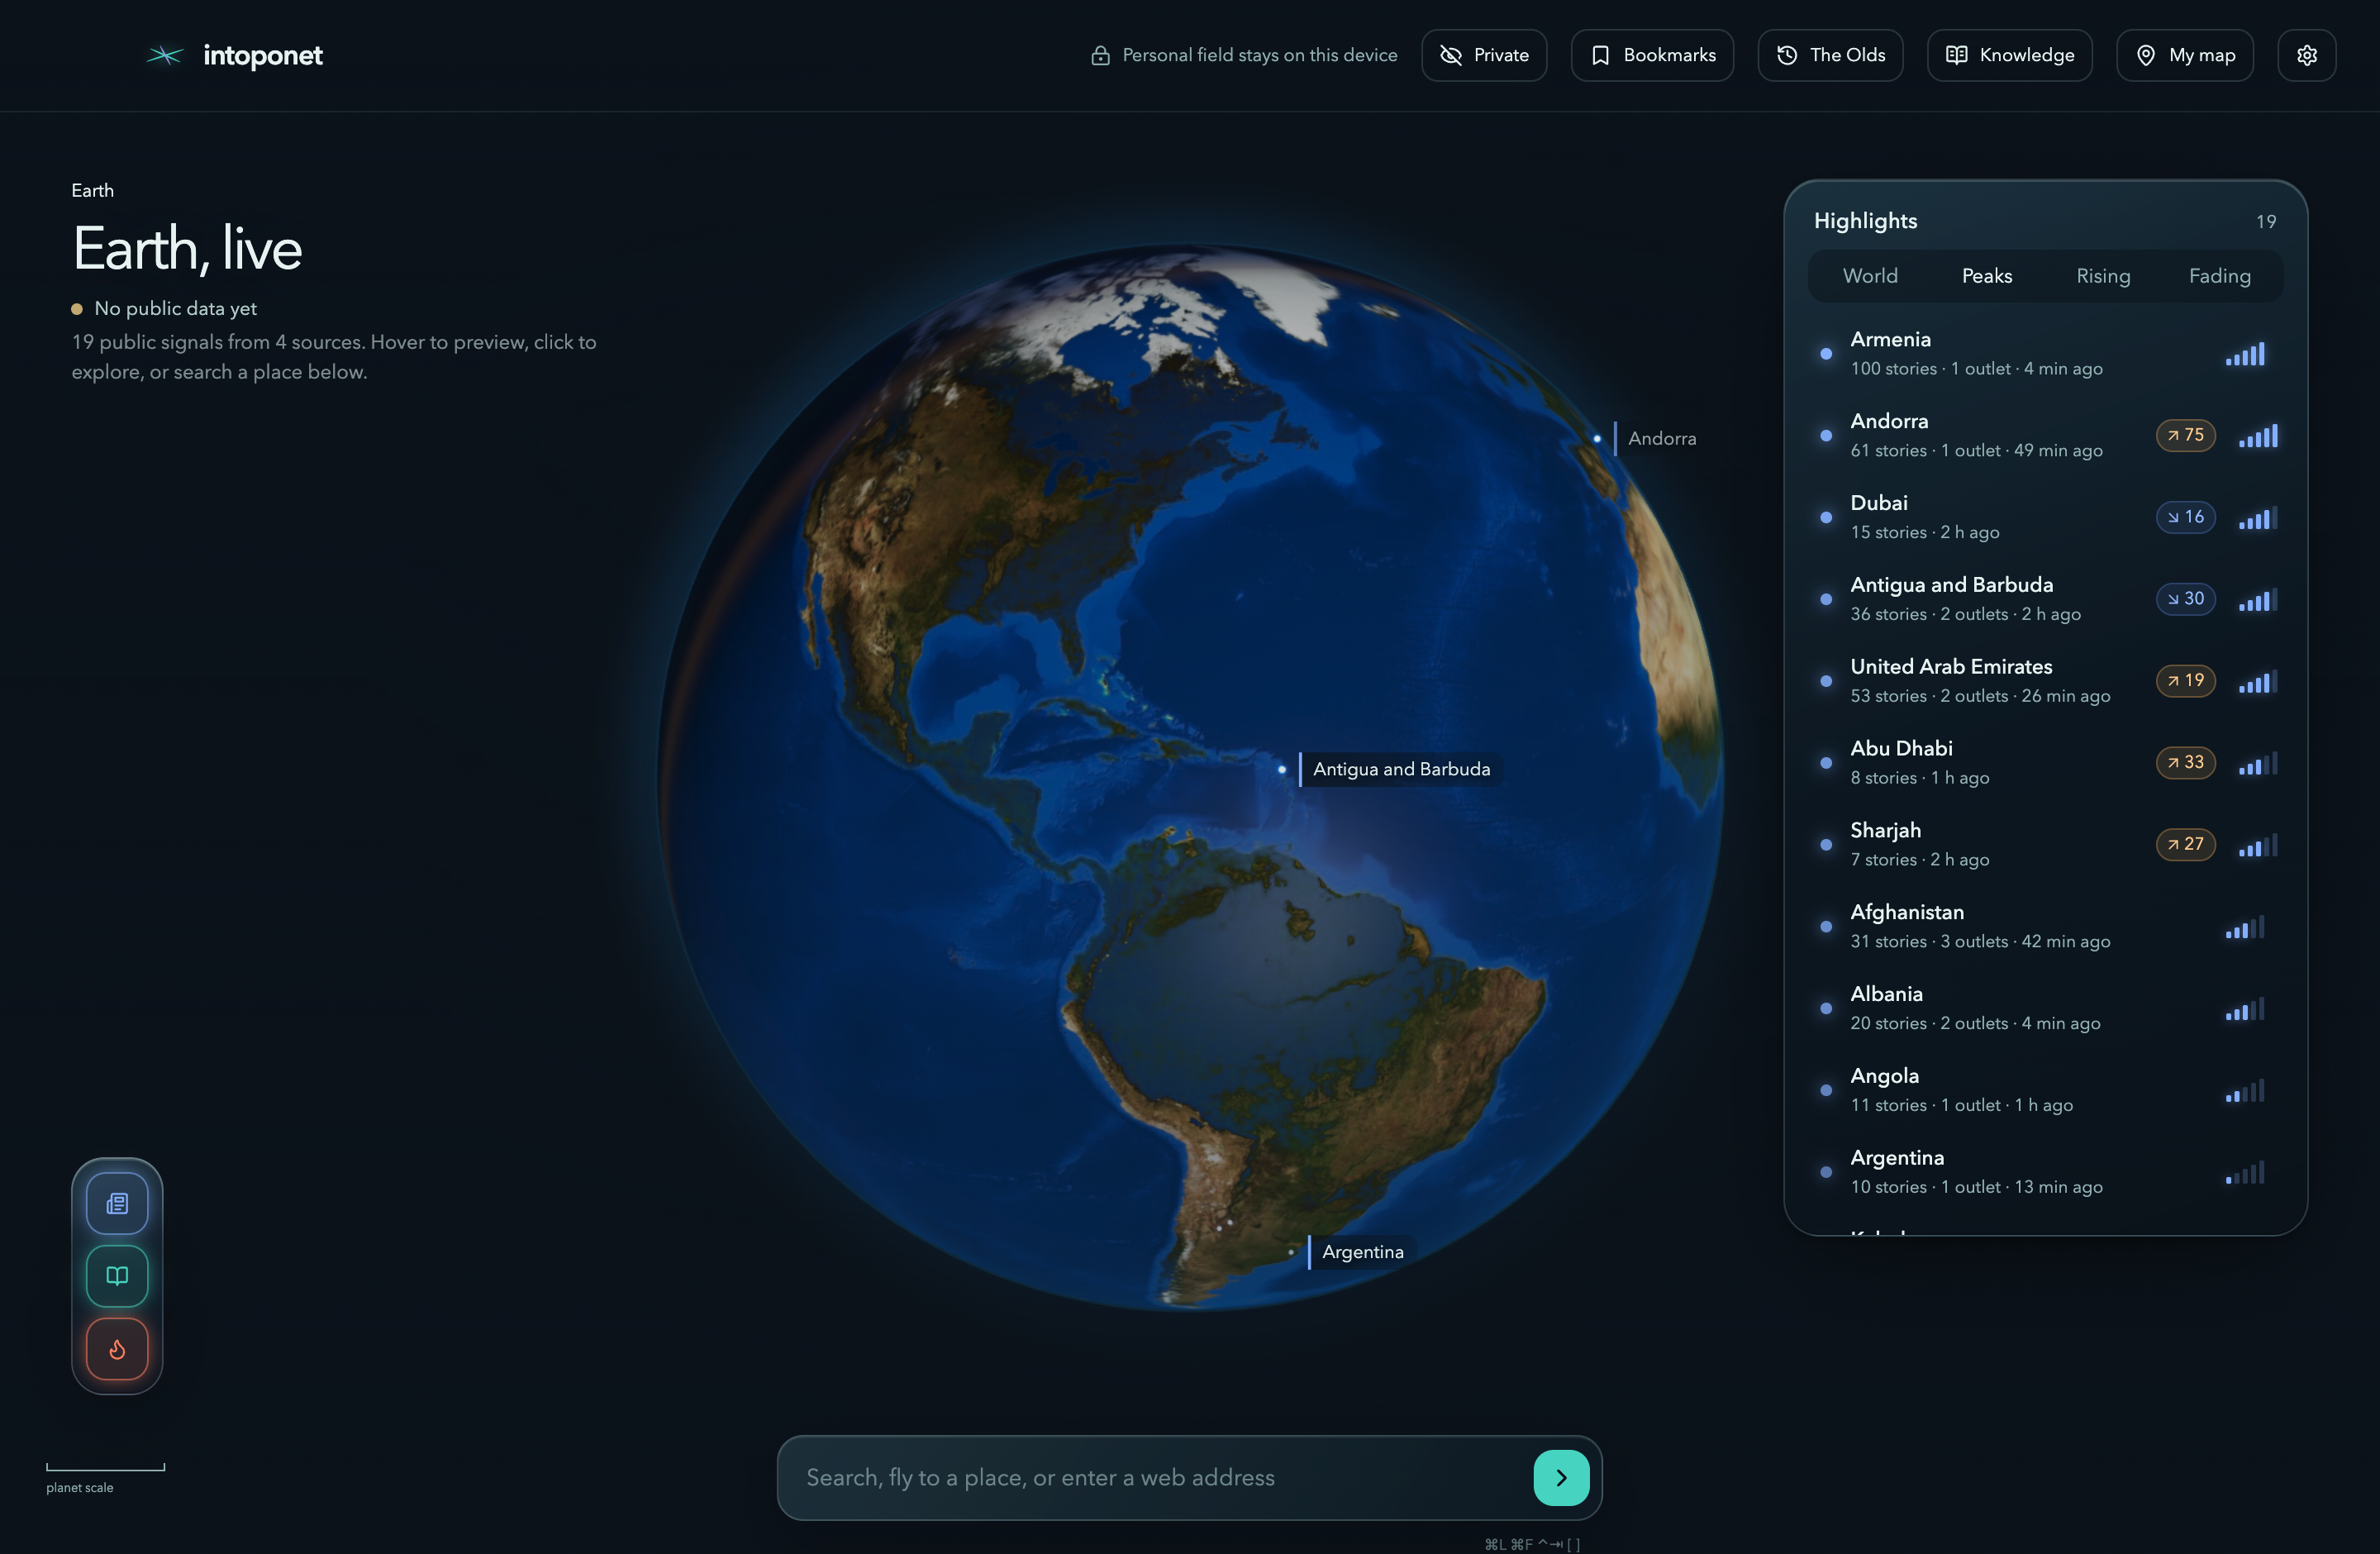 intoponet
Personal field stays on this device
Private
Bookmarks
The Olds
Knowledge
My map
Earth
Earth, live
No public data yet
19 public signals from 4 sources. Hover to preview, click to
explore, or search a place below.
Andorra
Antigua and Barbuda
Argentina
Highlights
19
World
Peaks
Rising
Fading
Armenia
100 stories · 1 outlet · 4 min ago
Andorra
61 stories · 1 outlet · 49 min ago
↗ 75
Dubai
15 stories · 2 h ago
↘ 16
Antigua and Barbuda
36 stories · 2 outlets · 2 h ago
↘ 30
United Arab Emirates
53 stories · 2 outlets · 26 min ago
↗ 19
Abu Dhabi
8 stories · 1 h ago
↗ 33
Sharjah
7 stories · 2 h ago
↗ 27
Afghanistan
31 stories · 3 outlets · 42 min ago
Albania
20 stories · 2 outlets · 4 min ago
Angola
11 stories · 1 outlet · 1 h ago
Argentina
10 stories · 1 outlet · 13 min ago
planet scale
Search, fly to a place, or enter a web address
⌘L ⌘F ^⇥ [ ]